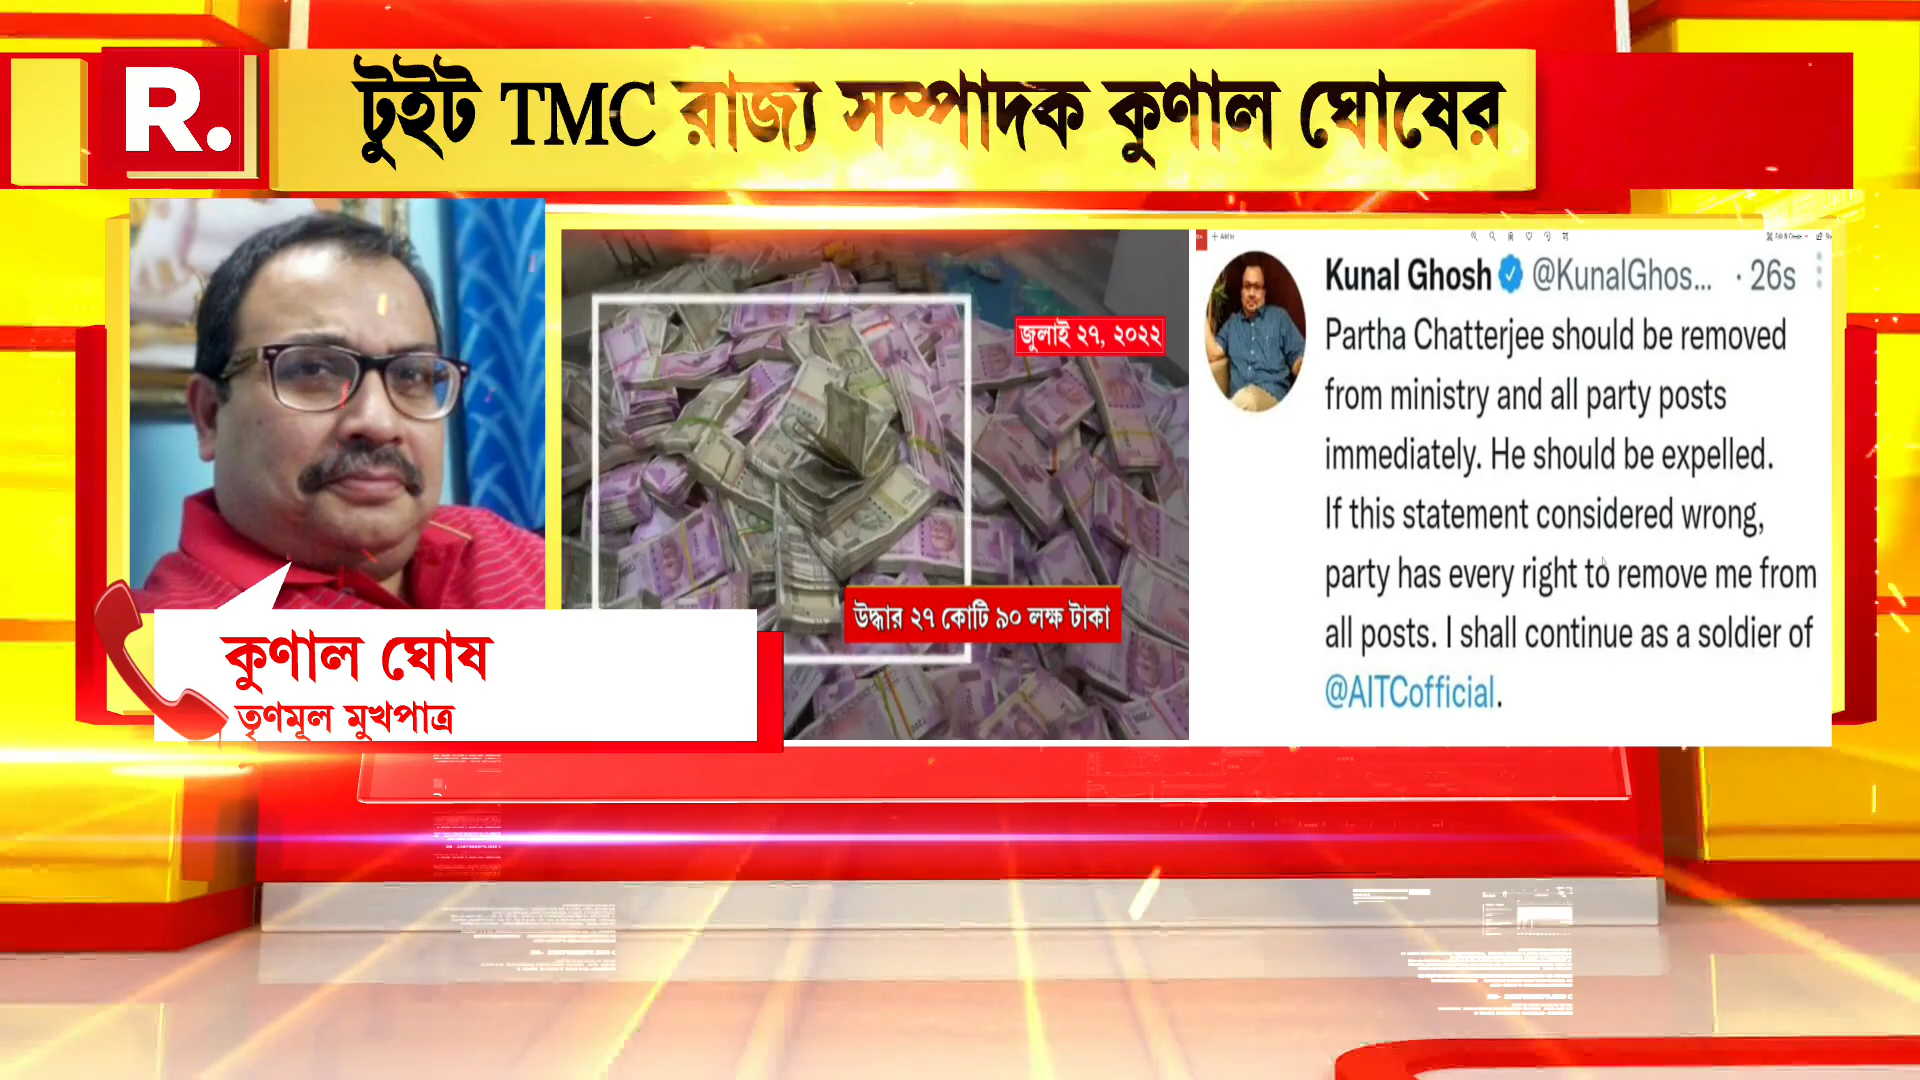 R.
টুইট TMC রাজ্য সম্পাদক কুণাল ঘোষের
জুলাই ২৭, ২০২২
উদ্ধার ২৭ কোটি ৯০ লক্ষ টাকা
কুণাল ঘোষ
তৃণমূল মুখপাত্র
Kunal Ghosh @KunalGhos... · 26s
Partha Chatterjee should be removed
from ministry and all party posts
immediately. He should be expelled.
If this statement considered wrong,
party has every right to remove me from
all posts. I shall continue as a soldier of
@AITCofficial.